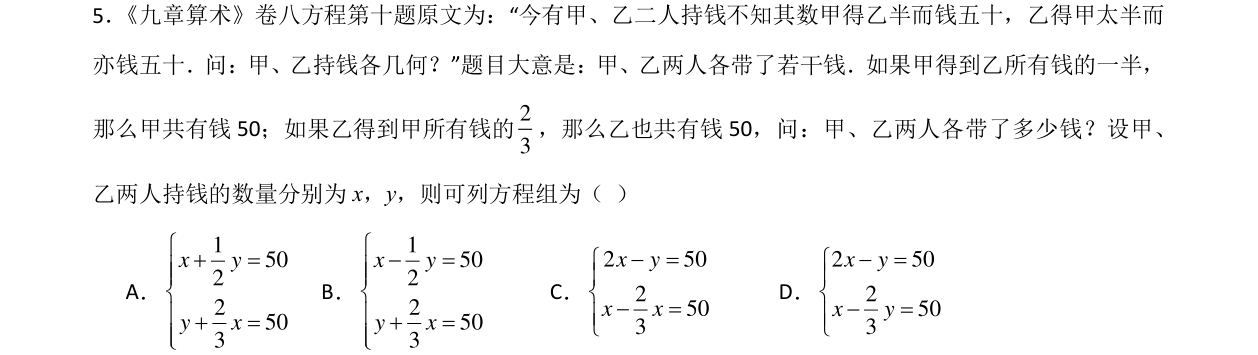 5.《九章算术》卷八方程第十题原文为：“今有甲、乙二人持钱不知其数甲得乙半而钱五十，乙得甲太半而
亦钱五十．问：甲、乙持钱各几何？”题目大意是：甲、乙两人各带了若干钱．如果甲得到乙所有钱的一半，
那么甲共有钱 50；如果乙得到甲所有钱的 2/3，那么乙也共有钱 50，问：甲、乙两人各带了多少钱？设甲、
乙两人持钱的数量分别为 x，y，则可列方程组为（ ）
A. { x + 1/2 y = 50  y + 2/3 x = 50  B. { x − 1/2 y = 50  y + 2/3 x = 50  C. { 2x − y = 50  x − 2/3 x = 50  D. { 2x − y = 50  x − 2/3 y = 50